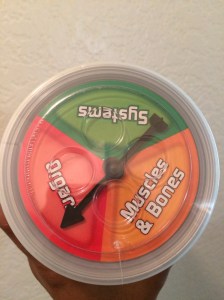 Systems
Organ
Muscles
& Bones